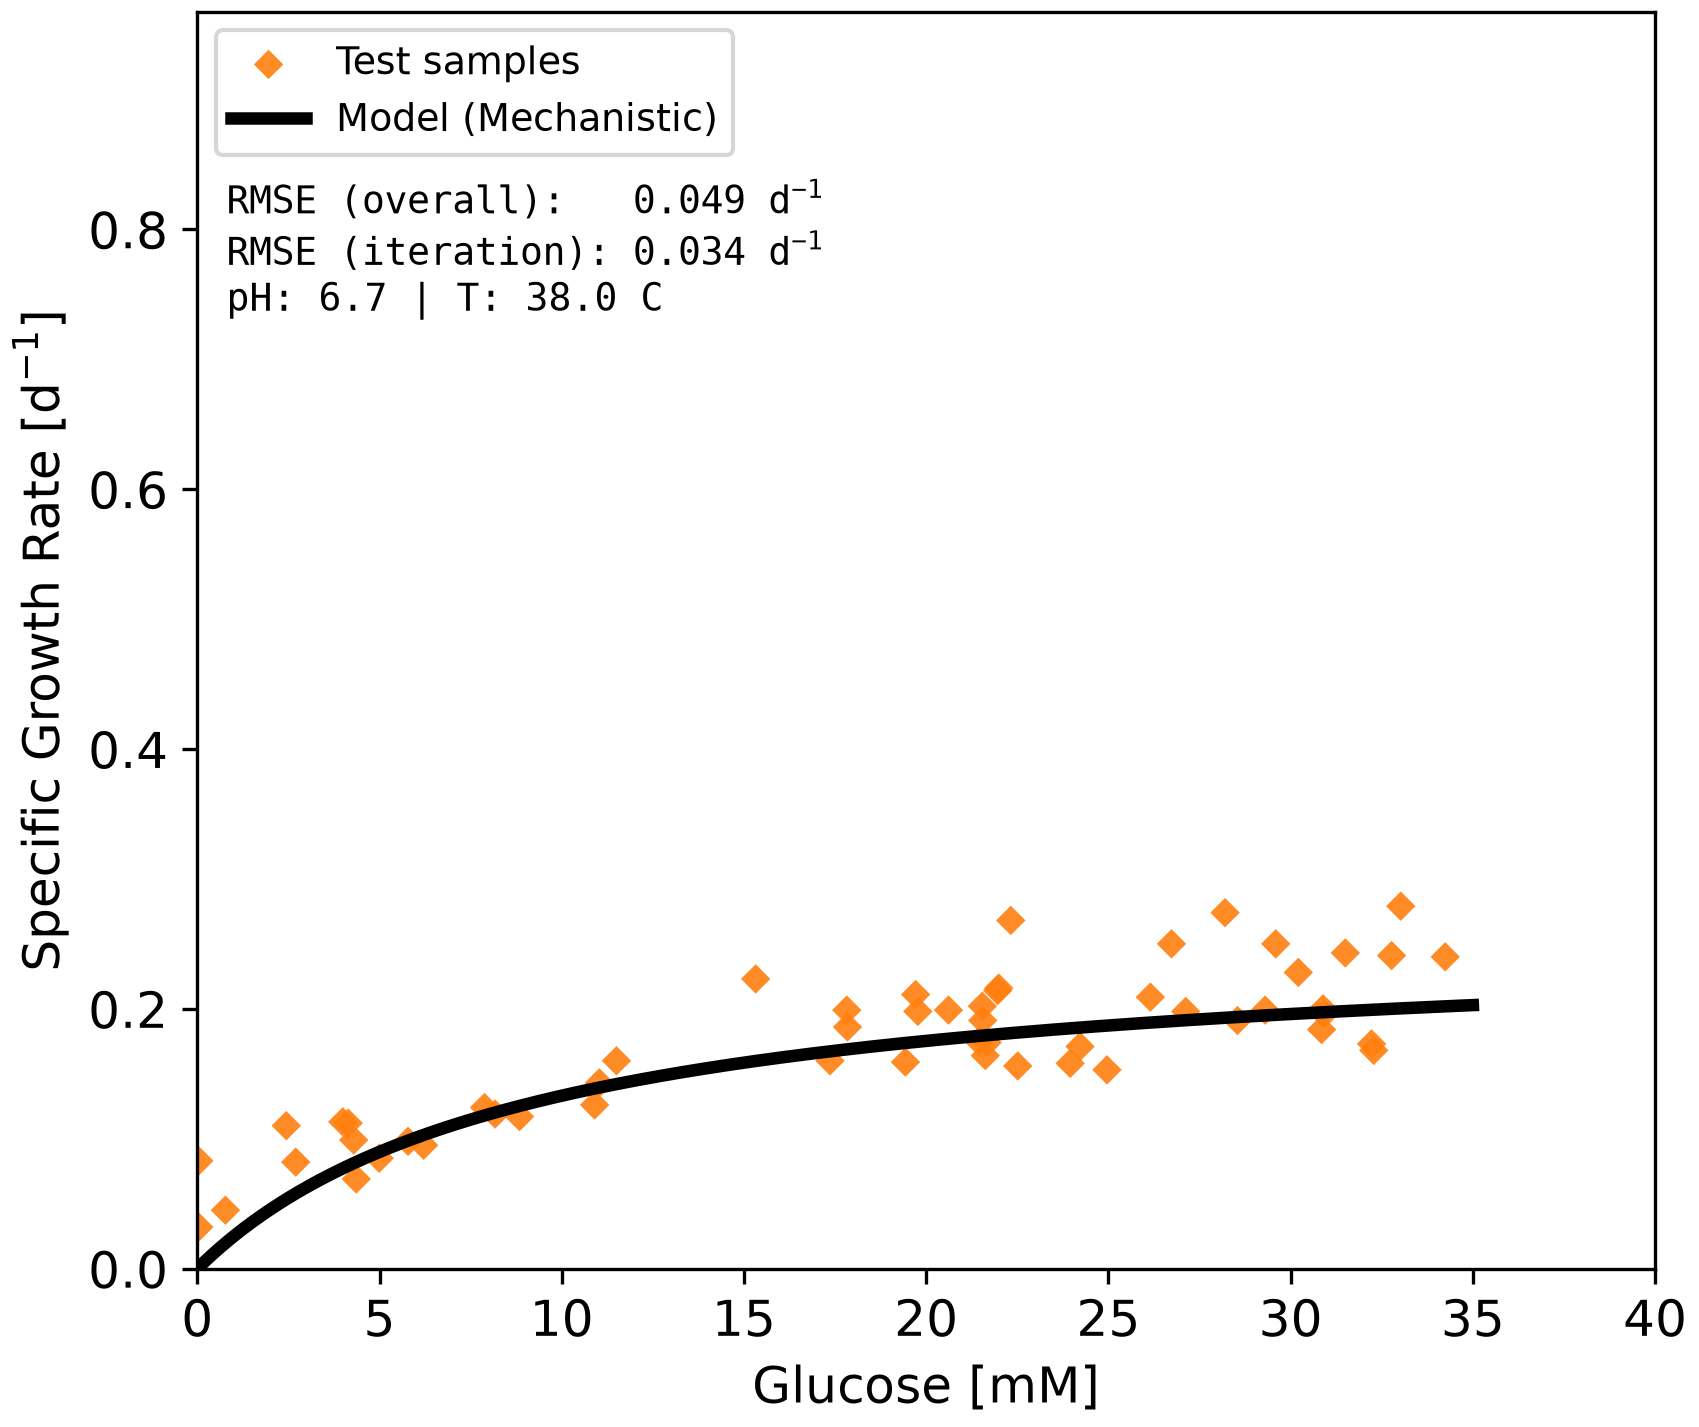 Test samples
Model (Mechanistic)
RMSE (overall):   0.049 d⁻¹
RMSE (iteration): 0.034 d⁻¹
pH: 6.7 | T: 38.0 C
Specific Growth Rate [d⁻¹]
0.8
0.6
0.4
0.2
0.0
0 5 10 15 20 25 30 35 40
Glucose [mM]